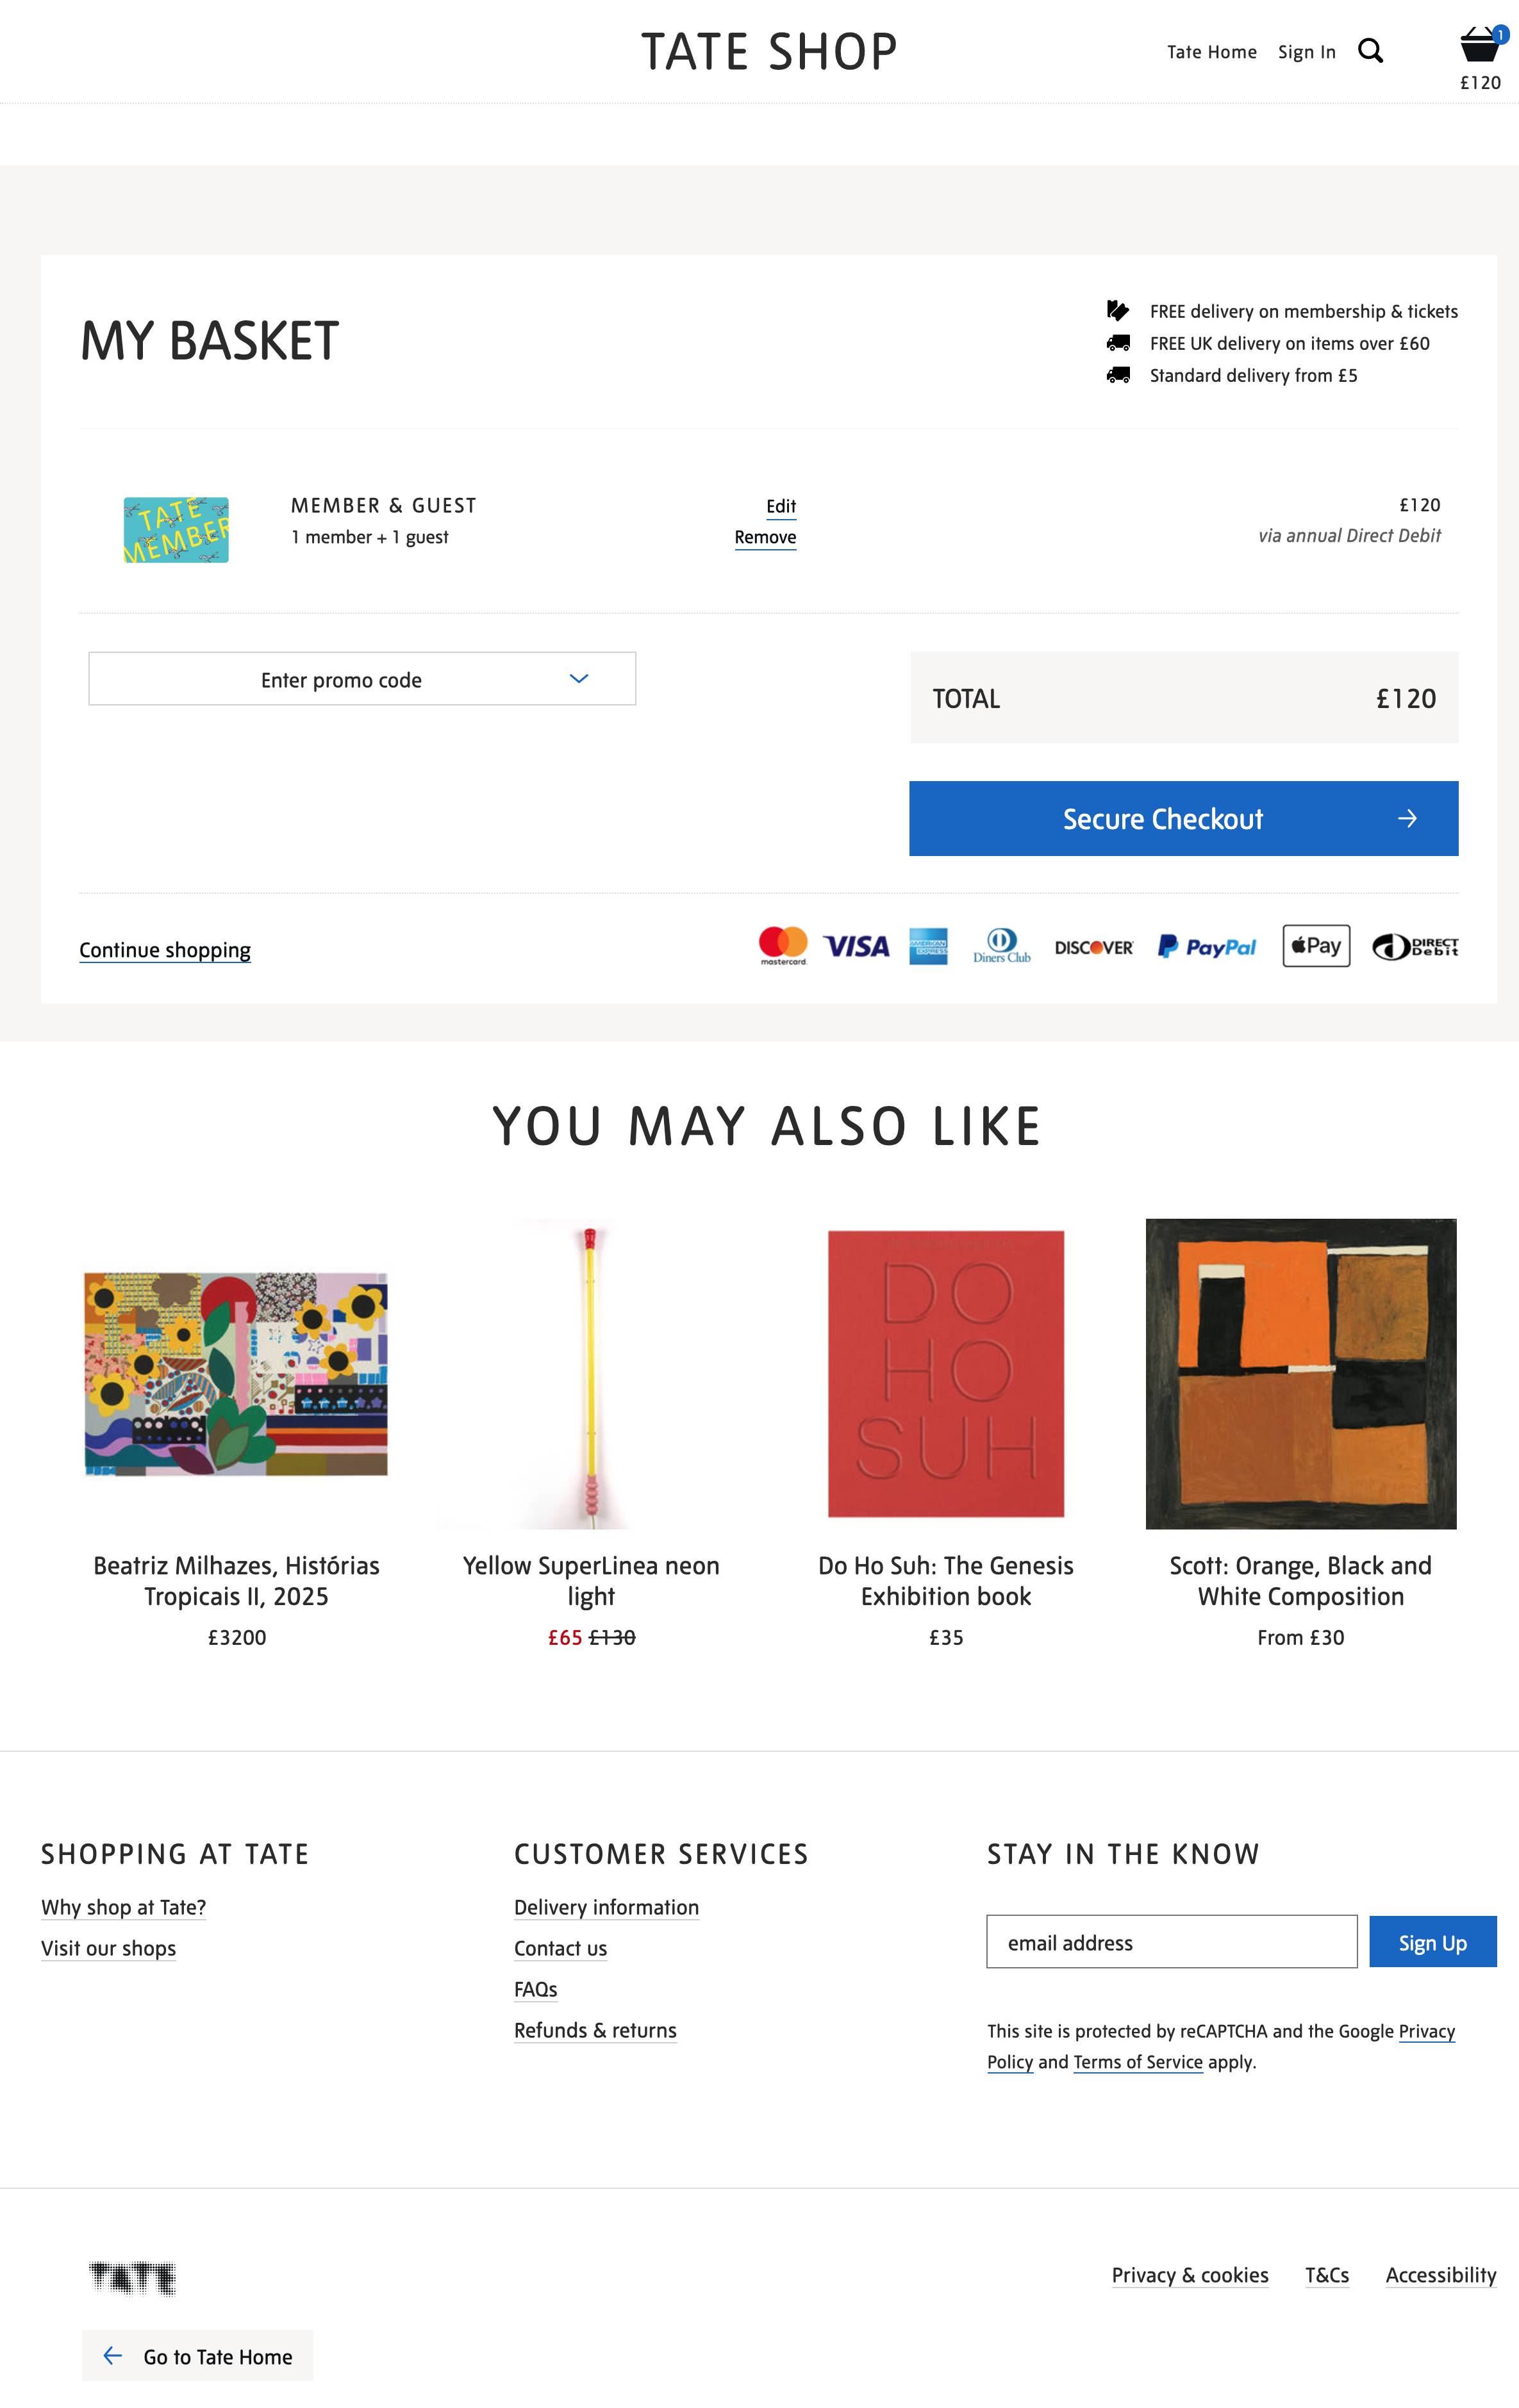 TATE SHOP
Tate Home
Sign In
1
£120
MY BASKET
FREE delivery on membership & tickets
FREE UK delivery on items over £60
Standard delivery from £5
TATE
MEMBER
MEMBER & GUEST
1 member + 1 guest
Edit
Remove
£120
via annual Direct Debit
Enter promo code
TOTAL
£120
Secure Checkout
Continue shopping
mastercard.
VISA
AMERICAN
EXPRESS
Diners Club
DISCOVER
PayPal
Pay
DIRECT
Debit
YOU MAY ALSO LIKE
DO
HO
SUH
Beatriz Milhazes, Histórias
Tropicais II, 2025
£3200
Yellow SuperLinea neon
light
£65 £130
Do Ho Suh: The Genesis
Exhibition book
£35
Scott: Orange, Black and
White Composition
From £30
SHOPPING AT TATE
Why shop at Tate?
Visit our shops
CUSTOMER SERVICES
Delivery information
Contact us
FAQs
Refunds & returns
STAY IN THE KNOW
email address
Sign Up
This site is protected by reCAPTCHA and the Google Privacy
Policy and Terms of Service apply.
TATE
Privacy & cookies
T&Cs
Accessibility
Go to Tate Home